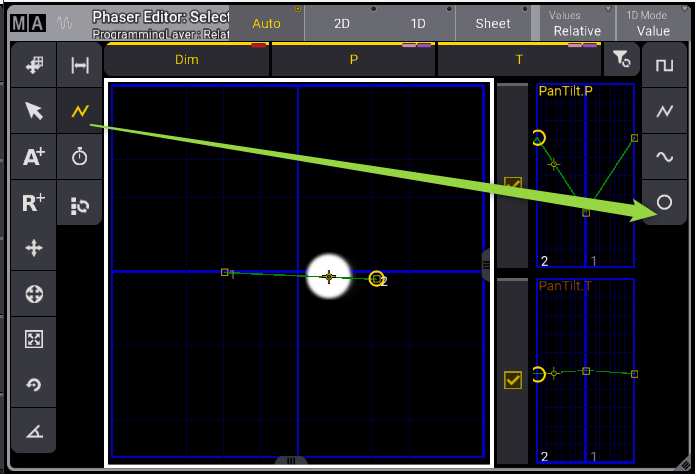 MA Phaser Editor: Select Auto 2D 1D Sheet Values Relative 1D Mode Value
ProgrammingLayer: Relat
Dim P T
A+
R+
PanTilt.P
2 1
1 2
PanTilt.T
2 1